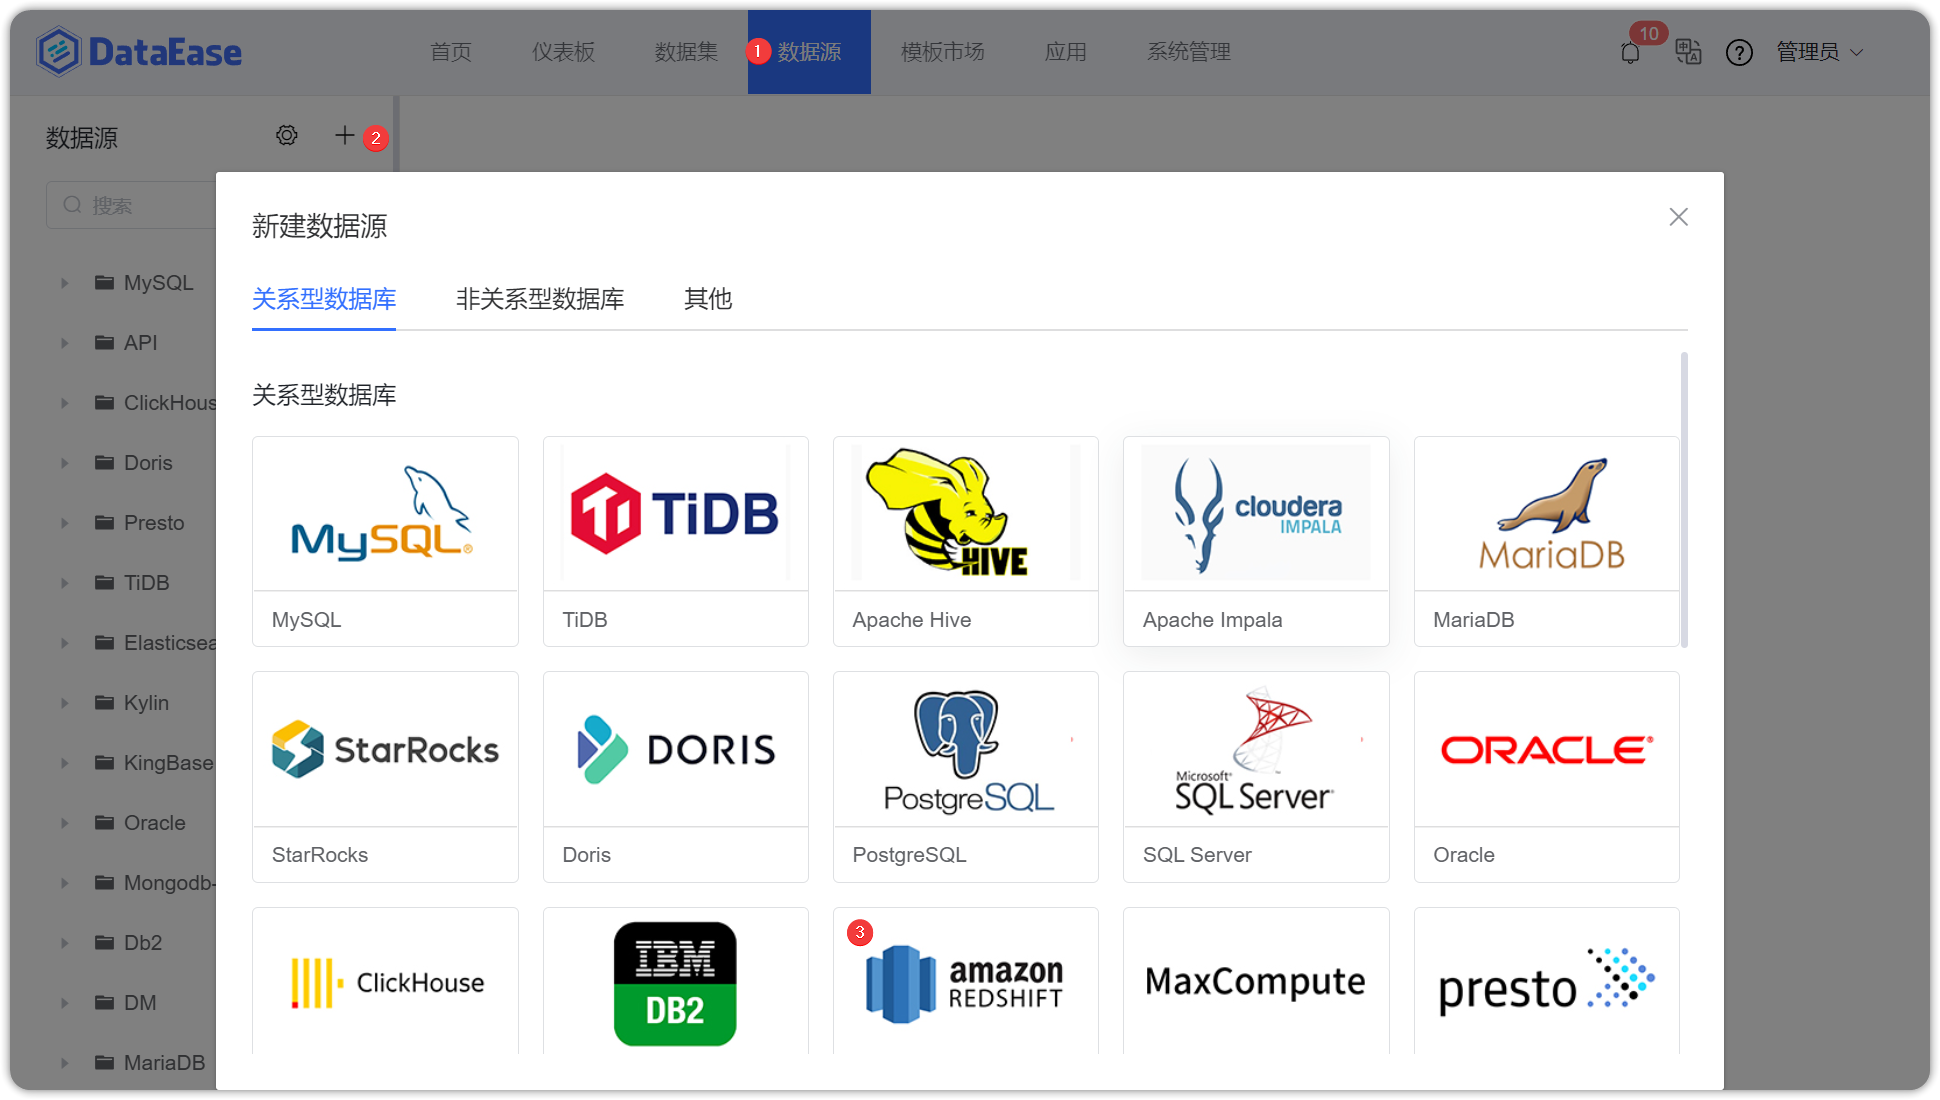 DataEase 首页 仪表板 数据集 1 数据源 模板市场 应用 系统管理 10 中 A ? 管理员
数据源 2
搜索
MySQL
API
ClickHous
Doris
Presto
TiDB
Elasticsea
Kylin
KingBase
Oracle
Mongodb-
Db2
DM
MariaDB
新建数据源
关系型数据库 非关系型数据库 其他
关系型数据库
MySQL®
TiDB
HIVE
cloudera
IMPALA
MariaDB
MySQL TiDB Apache Hive Apache Impala MariaDB
StarRocks
DORIS
PostgreSQL
Microsoft®
SQL Server®
ORACLE®
StarRocks Doris PostgreSQL SQL Server Oracle
3
ClickHouse
IBM
DB2
amazon
REDSHIFT
MaxCompute
presto